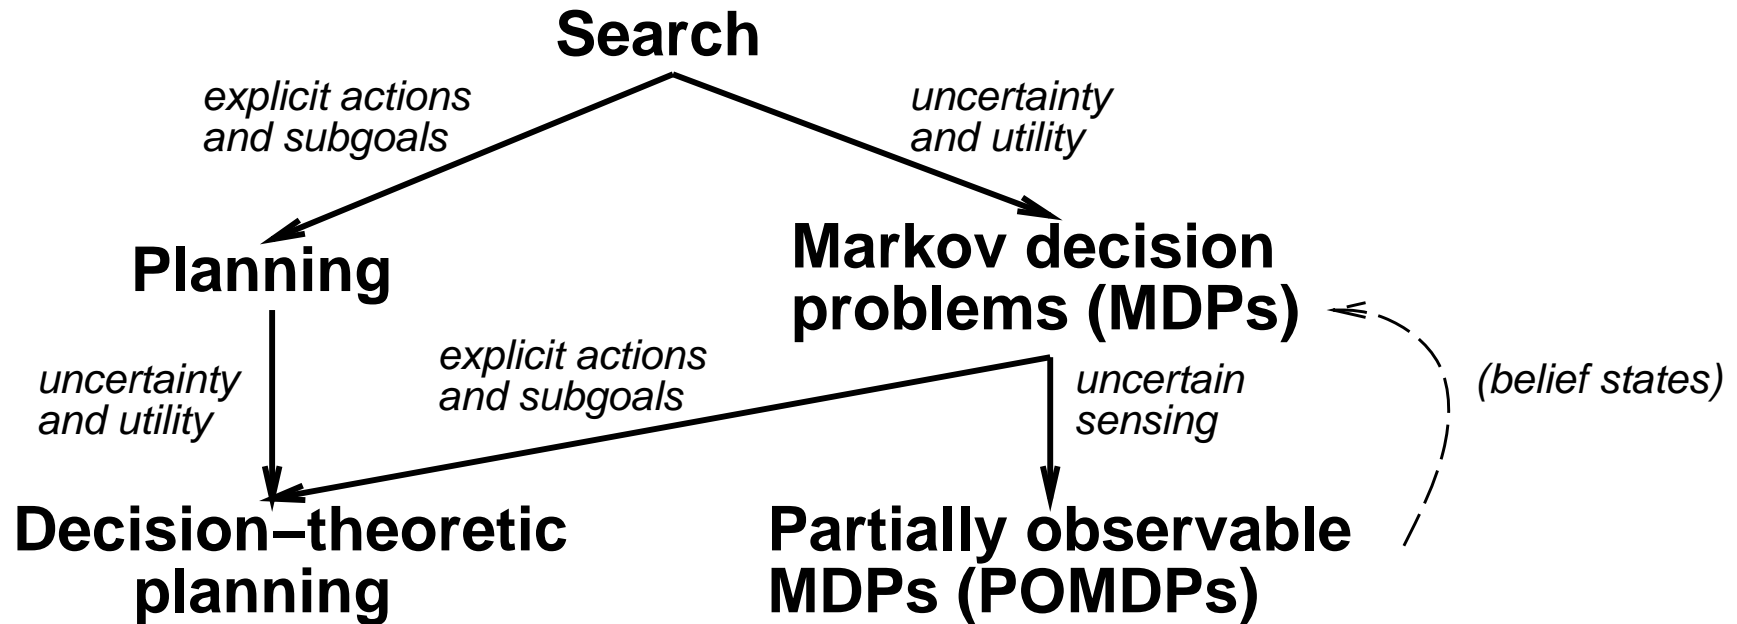 Search
explicit actions
and subgoals
uncertainty
and utility
Planning
Markov decision
problems (MDPs)
uncertainty
and utility
explicit actions
and subgoals
uncertain
sensing
(belief states)
Decision−theoretic
planning
Partially observable
MDPs (POMDPs)